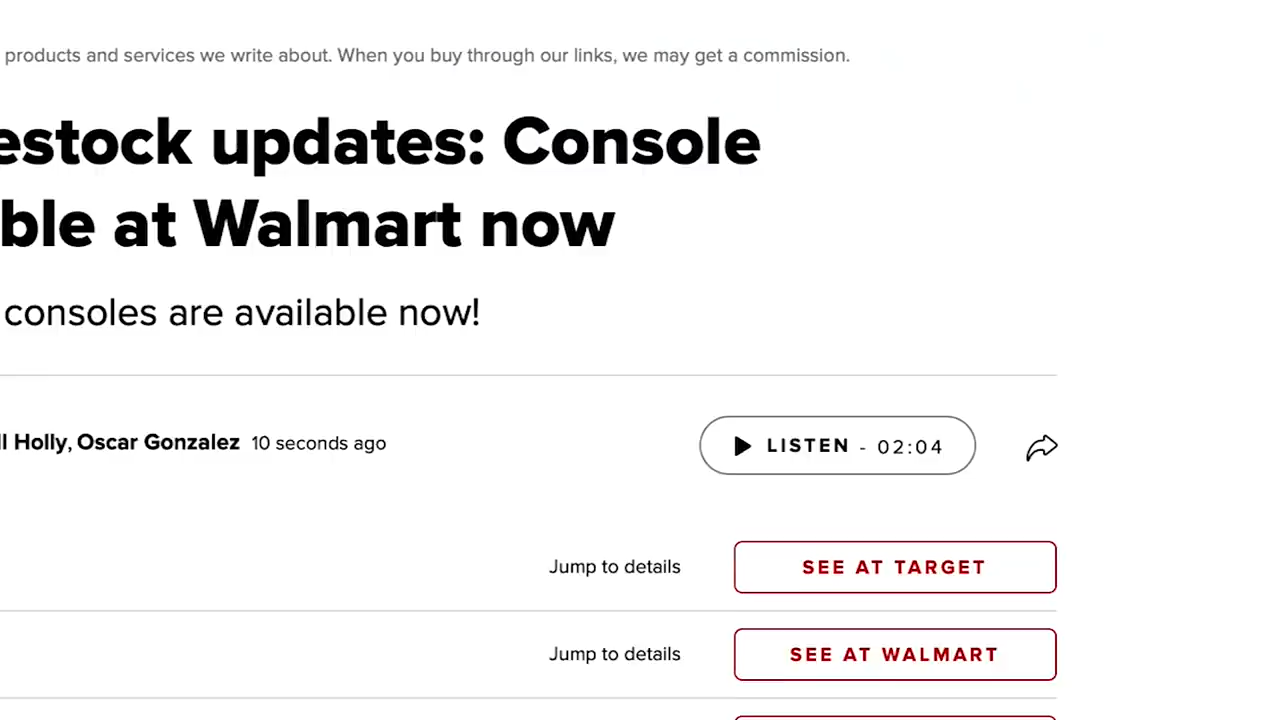 products and services we write about. When you buy through our links, we may get a commission.
estock updates: Console
ble at Walmart now
consoles are available now!
ll Holly, Oscar Gonzalez 10 seconds ago
LISTEN - 02:04
Jump to details
SEE AT TARGET
Jump to details
SEE AT WALMART